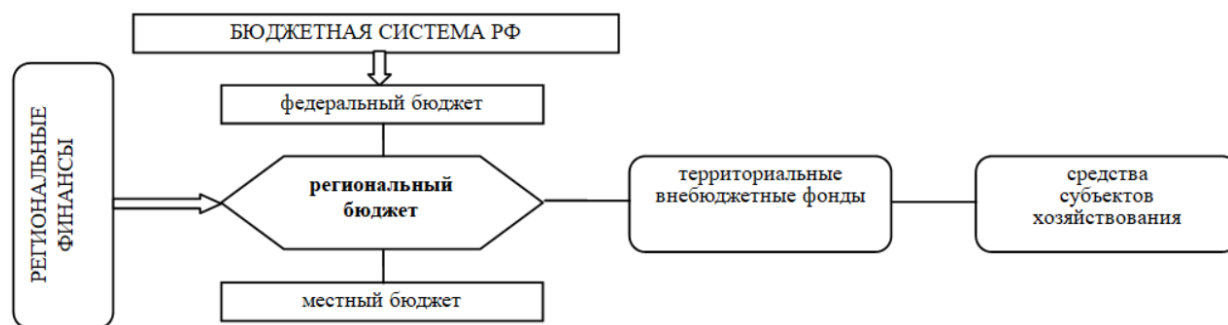 БЮДЖЕТНАЯ СИСТЕМА РФ
федеральный бюджет
РЕГИОНАЛЬНЫЕ
ФИНАНСЫ
региональный
бюджет
территориальные
внебюджетные фонды
средства
субъектов
хозяйствования
местный бюджет